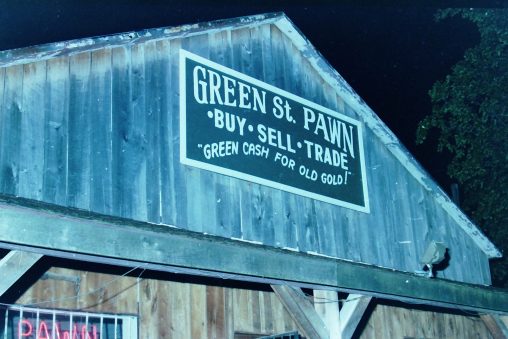 GREEN St. PAWN
•BUY•SELL•TRADE
"GREEN CASH FOR OLD GOLD!"
PAWN